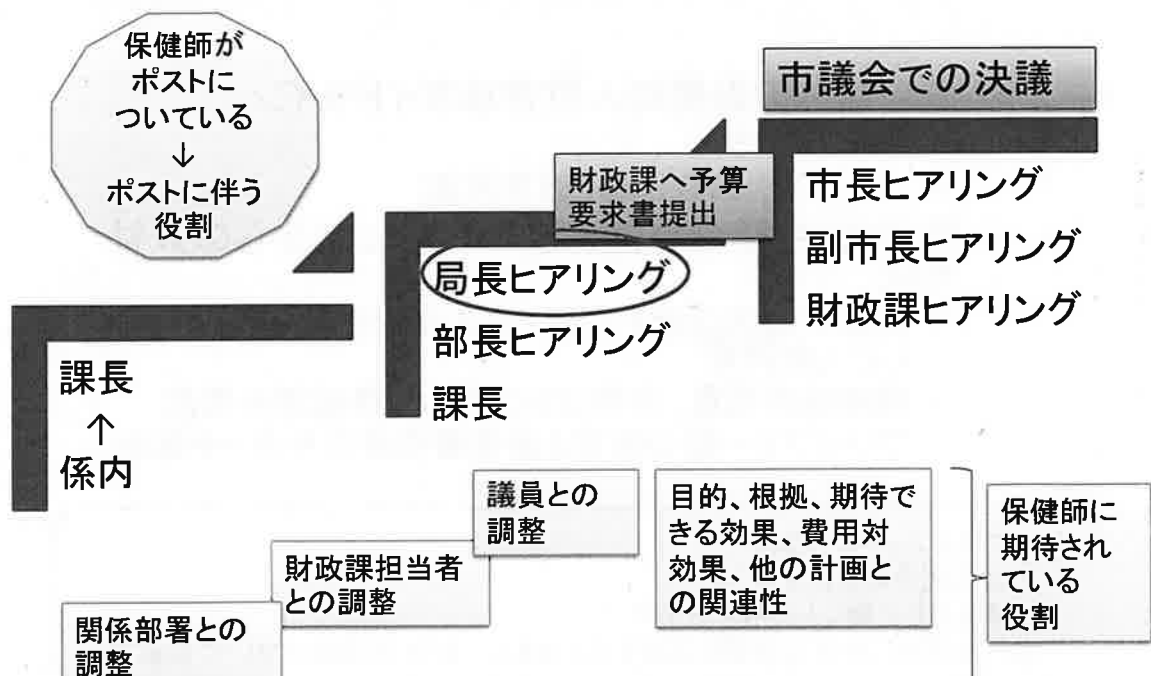 保健師が
ポストに
ついている
↓
ポストに伴う
役割
市議会での決議
財政課へ予算
要求書提出
市長ヒアリング
副市長ヒアリング
財政課ヒアリング
局長ヒアリング
部長ヒアリング
課長
課長
↑
係内
議員との
調整
目的、根拠、期待で
きる効果、費用対
効果、他の計画と
の関連性
保健師に
期待され
ている
役割
財政課担当者
との調整
関係部署との
調整